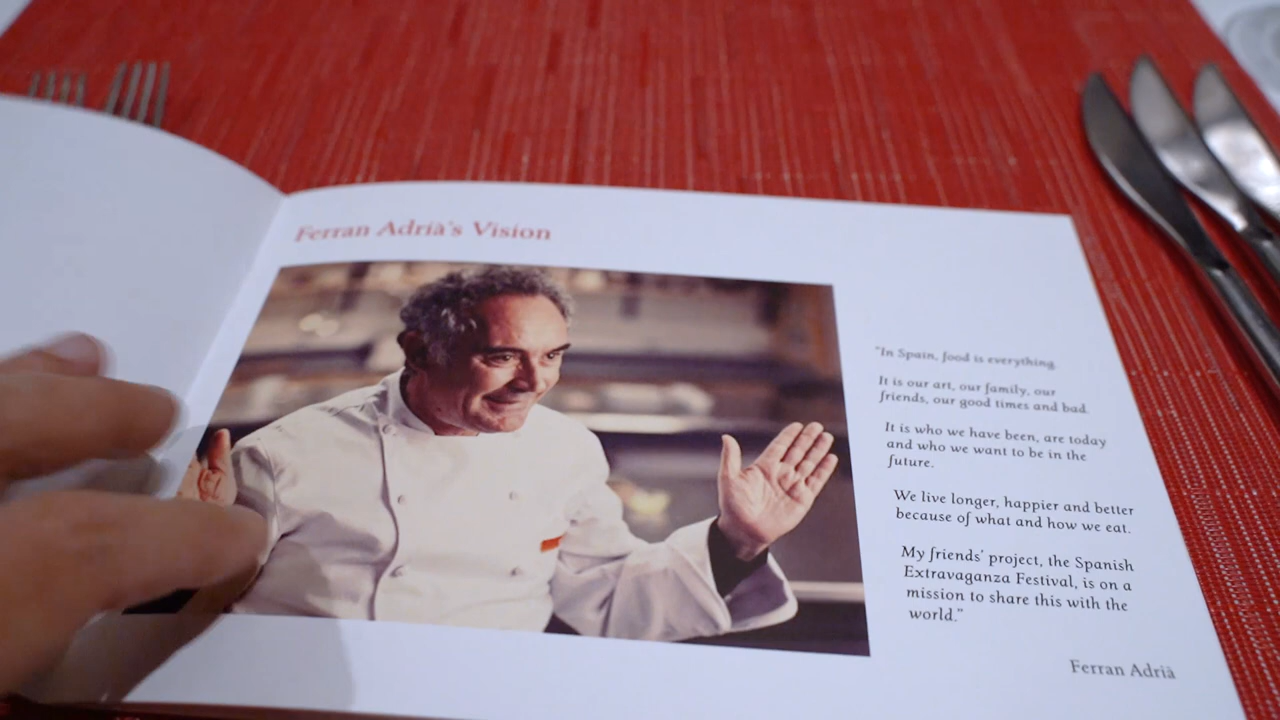 Ferran Adrià's Vision
"In Spain, food is everything.
It is our art, our family, our
friends, our good times and bad.
It is who we have been, are today
and who we want to be in the
future.
We live longer, happier and better
because of what and how we eat.
My friends' project, the Spanish
Extravaganza Festival, is on a
mission to share this with the
world."
Ferran Adrià